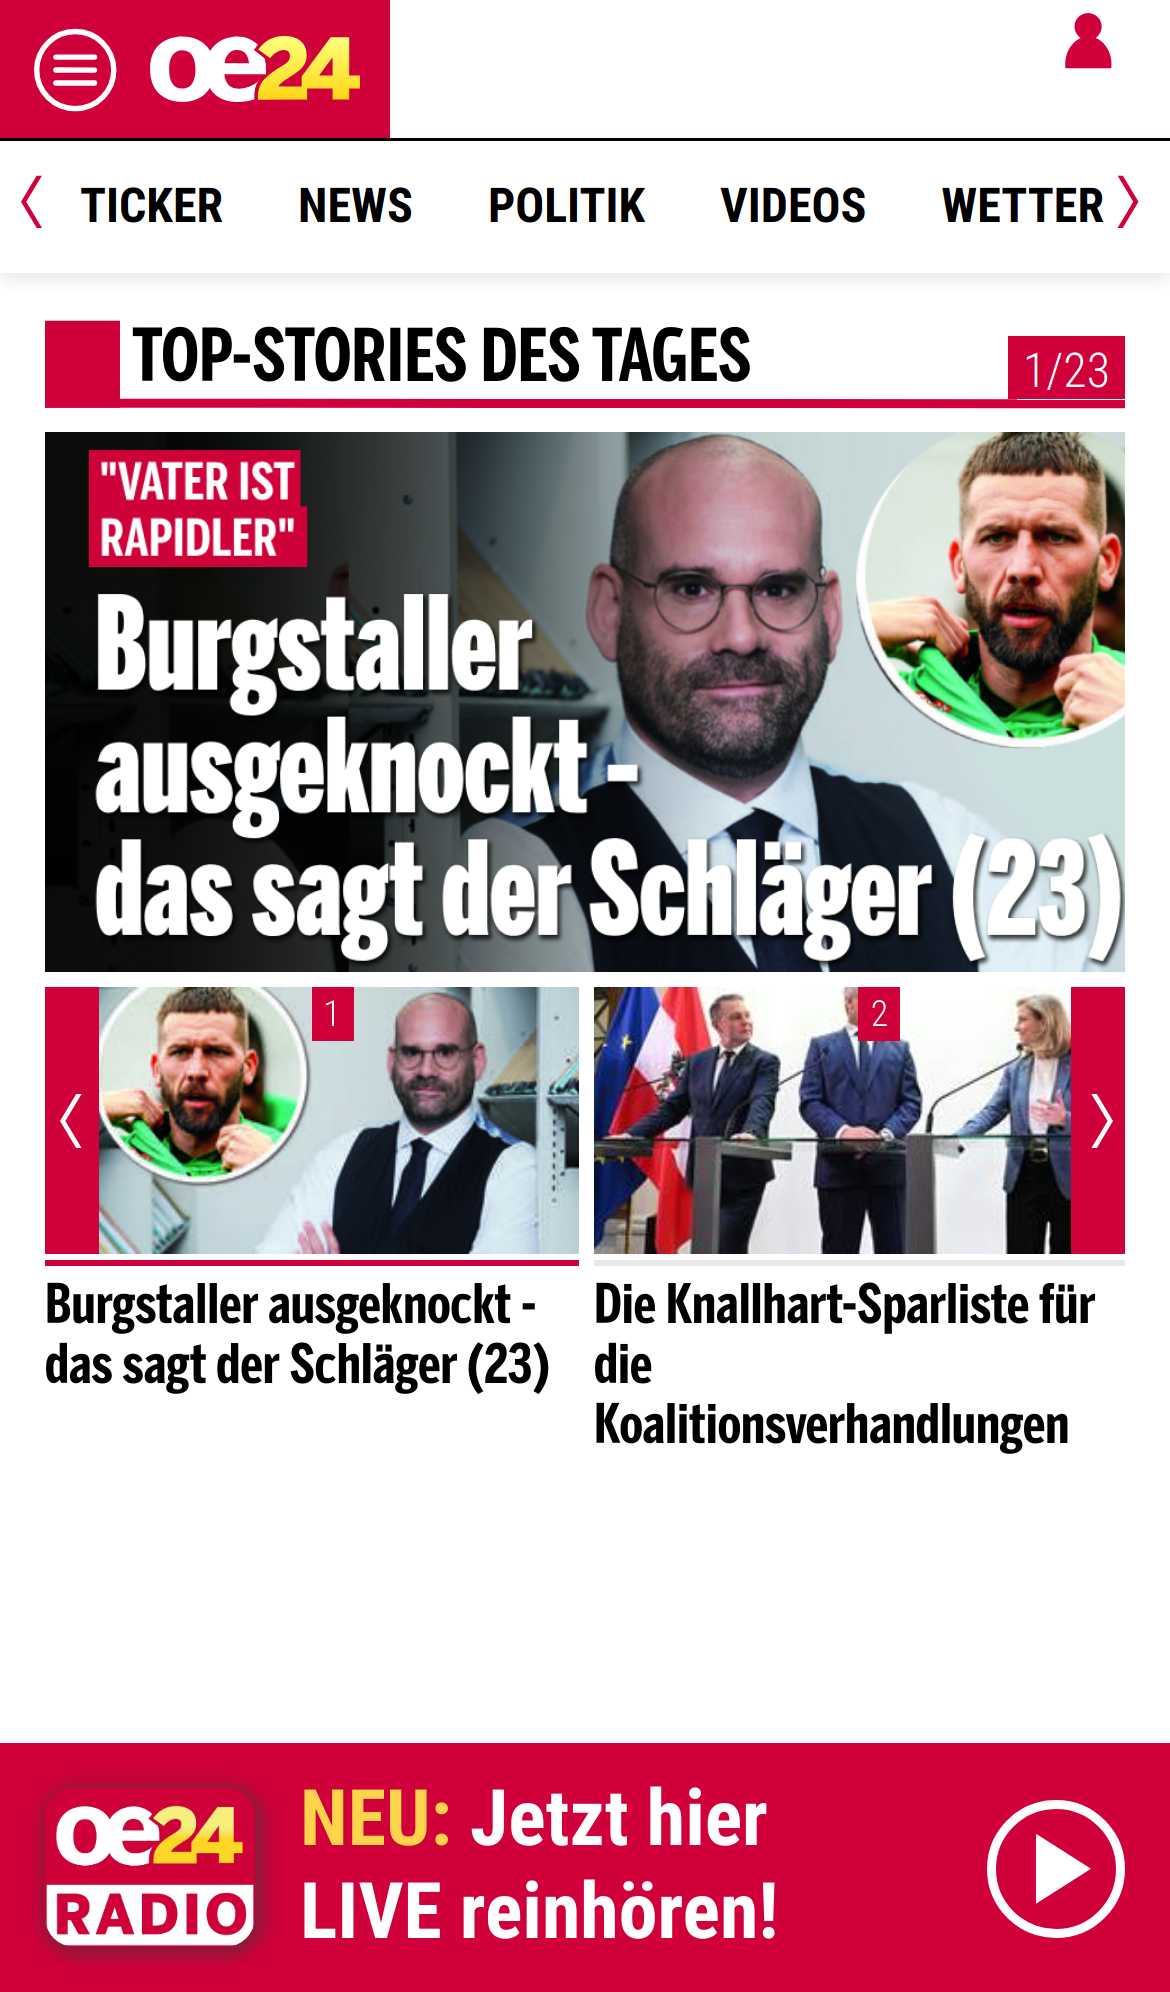 oe24
TICKER NEWS POLITIK VIDEOS WETTER
TOP-STORIES DES TAGES
1/23
"VATER IST
RAPIDLER"
Burgstaller
ausgeknockt -
das sagt der Schläger (23)
1
2
Burgstaller ausgeknockt -
das sagt der Schläger (23)
Die Knallhart-Sparliste für
die
Koalitionsverhandlungen
oe24
RADIO
NEU: Jetzt hier
LIVE reinhören!